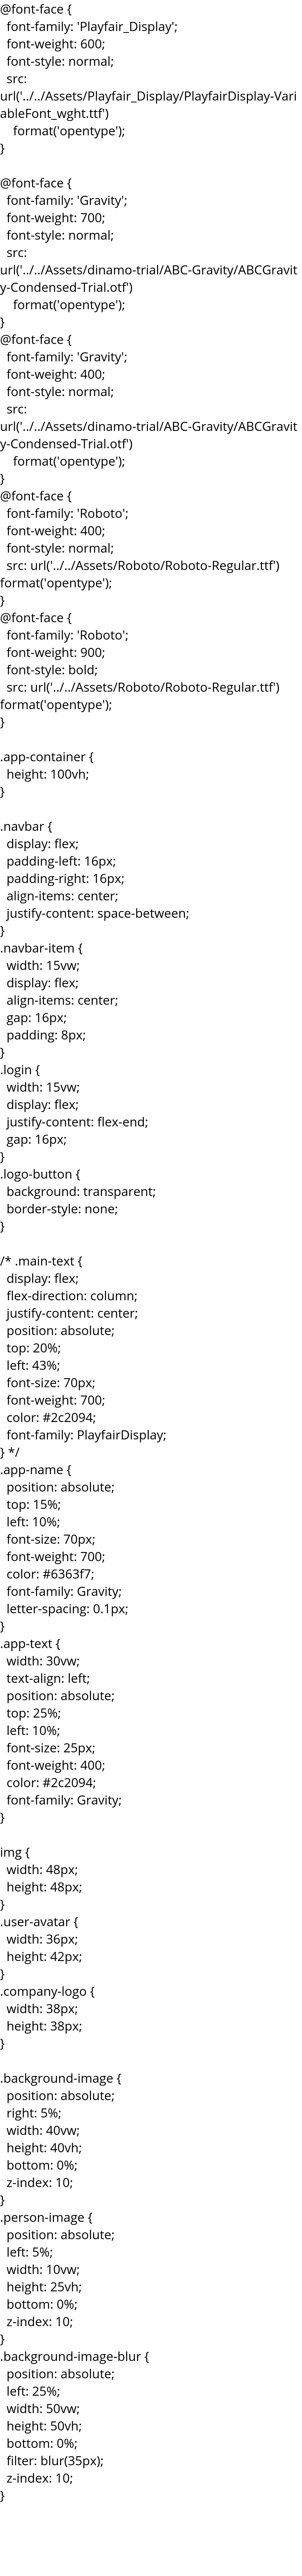 @font-face {
  font-family: 'Playfair_Display';
  font-weight: 600;
  font-style: normal;
  src:
url('../../Assets/Playfair_Display/PlayfairDisplay-Vari
ableFont_wght.ttf')
    format('opentype');
}

@font-face {
  font-family: 'Gravity';
  font-weight: 700;
  font-style: normal;
  src:
url('../../Assets/dinamo-trial/ABC-Gravity/ABCGravit
y-Condensed-Trial.otf')
    format('opentype');
}
@font-face {
  font-family: 'Gravity';
  font-weight: 400;
  font-style: normal;
  src:
url('../../Assets/dinamo-trial/ABC-Gravity/ABCGravit
y-Condensed-Trial.otf')
    format('opentype');
}
@font-face {
  font-family: 'Roboto';
  font-weight: 400;
  font-style: normal;
  src: url('../../Assets/Roboto/Roboto-Regular.ttf')
format('opentype');
}
@font-face {
  font-family: 'Roboto';
  font-weight: 900;
  font-style: bold;
  src: url('../../Assets/Roboto/Roboto-Regular.ttf')
format('opentype');
}

.app-container {
  height: 100vh;
}

.navbar {
  display: flex;
  padding-left: 16px;
  padding-right: 16px;
  align-items: center;
  justify-content: space-between;
}
.navbar-item {
  width: 15vw;
  display: flex;
  align-items: center;
  gap: 16px;
  padding: 8px;
}
.login {
  width: 15vw;
  display: flex;
  justify-content: flex-end;
  gap: 16px;
}
.logo-button {
  background: transparent;
  border-style: none;
}

/* .main-text {
  display: flex;
  flex-direction: column;
  justify-content: center;
  position: absolute;
  top: 20%;
  left: 43%;
  font-size: 70px;
  font-weight: 700;
  color: #2c2094;
  font-family: PlayfairDisplay;
} */
.app-name {
  position: absolute;
  top: 15%;
  left: 10%;
  font-size: 70px;
  font-weight: 700;
  color: #6363f7;
  font-family: Gravity;
  letter-spacing: 0.1px;
}
.app-text {
  width: 30vw;
  text-align: left;
  position: absolute;
  top: 25%;
  left: 10%;
  font-size: 25px;
  font-weight: 400;
  color: #2c2094;
  font-family: Gravity;
}

img {
  width: 48px;
  height: 48px;
}
.user-avatar {
  width: 36px;
  height: 42px;
}
.company-logo {
  width: 38px;
  height: 38px;
}

.background-image {
  position: absolute;
  right: 5%;
  width: 40vw;
  height: 40vh;
  bottom: 0%;
  z-index: 10;
}
.person-image {
  position: absolute;
  left: 5%;
  width: 10vw;
  height: 25vh;
  bottom: 0%;
  z-index: 10;
}
.background-image-blur {
  position: absolute;
  left: 25%;
  width: 50vw;
  height: 50vh;
  bottom: 0%;
  filter: blur(35px);
  z-index: 10;
}